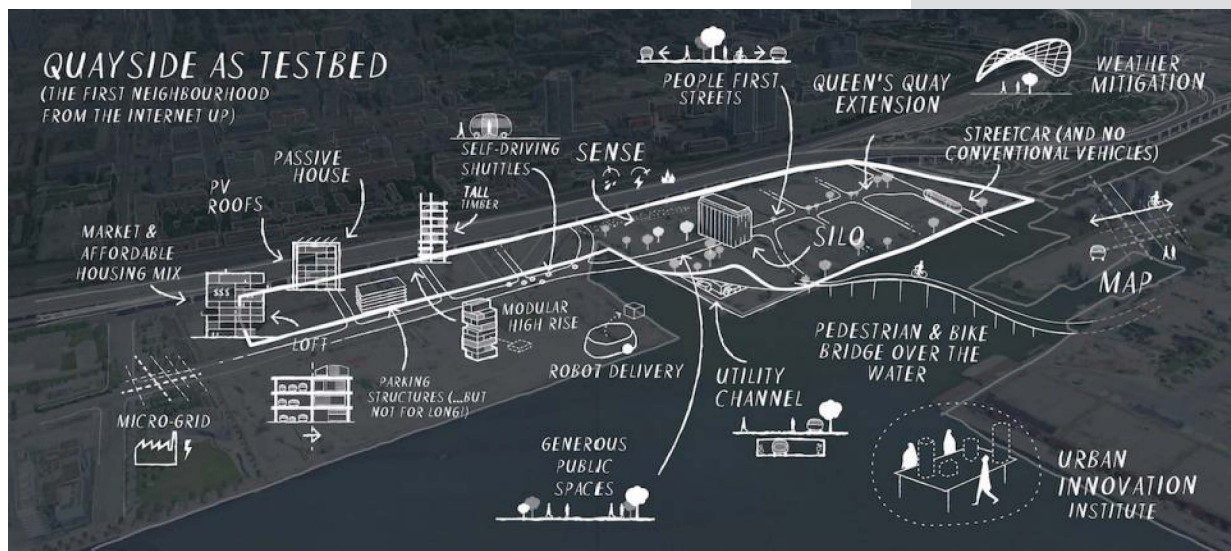 QUAYSIDE AS TESTBED
(THE FIRST NEIGHBOURHOOD
FROM THE INTERNET UP)
PEOPLE FIRST
STREETS
QUEEN'S QUAY
EXTENSION
WEATHER
MITIGATION
SELF-DRIVING
SHUTTLES
SENSE
STREETCAR (AND NO
CONVENTIONAL VEHICLES)
PASSIVE
HOUSE
PV
ROOFS
TALL
TIMBER
MARKET &
AFFORDABLE
HOUSING MIX
$$$
SILO
MAP
LOFT
MODULAR
HIGH RISE
ROBOT DELIVERY
PEDESTRIAN & BIKE
BRIDGE OVER THE
WATER
PARKING
STRUCTURES (...BUT
NOT FOR LONG!)
UTILITY
CHANNEL
MICRO-GRID
GENEROUS
PUBLIC
SPACES
URBAN
INNOVATION
INSTITUTE